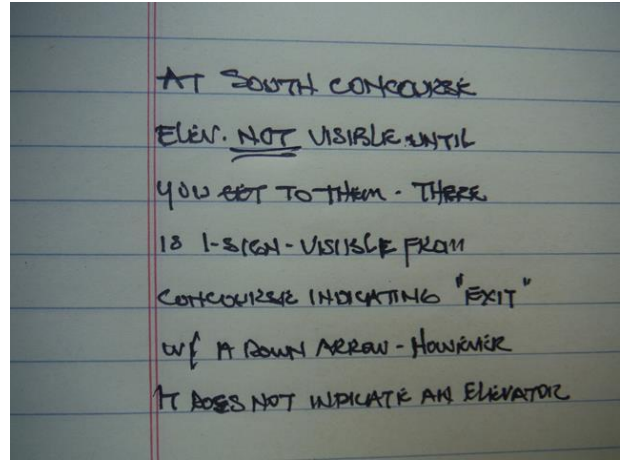 AT SOUTH CONCOURSE
ELEV. NOT VISIBLE UNTIL
YOU GET TO THEM - THERE
IS 1-SIGN-VISIBLE FROM
CONCOURSE INDICATING "EXIT"
W/ A DOWN ARROW - HOWEVER
IT DOES NOT INDICATE AN ELEVATOR